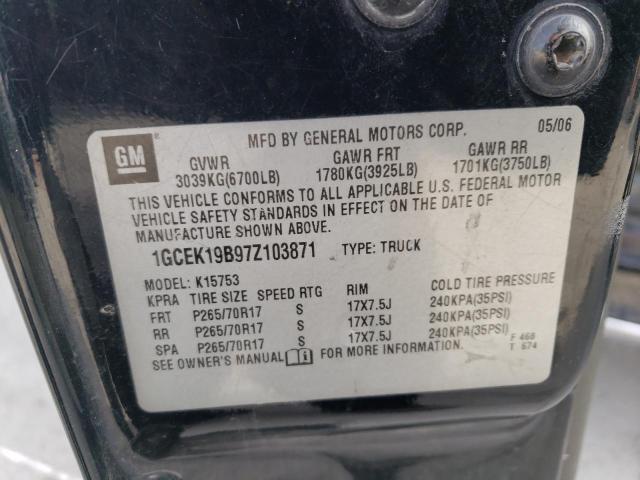 GM
®
MFD BY GENERAL MOTORS CORP. 05/06
GVWR GAWR FRT GAWR RR
3039KG(6700LB) 1780KG(3925LB) 1701KG(3750LB)
THIS VEHICLE CONFORMS TO ALL APPLICABLE U.S. FEDERAL MOTOR
VEHICLE SAFETY STANDARDS IN EFFECT ON THE DATE OF
MANUFACTURE SHOWN ABOVE.
1GCEK19B97Z103871 TYPE: TRUCK
MODEL: K15753
KPRA TIRE SIZE SPEED RTG RIM COLD TIRE PRESSURE
FRT P265/70R17 S 17X7.5J 240KPA(35PSI)
RR P265/70R17 S 17X7.5J 240KPA(35PSI)
SPA P265/70R17 S 17X7.5J 240KPA(35PSI)
SEE OWNER'S MANUAL FOR MORE INFORMATION.
F 468
T 674